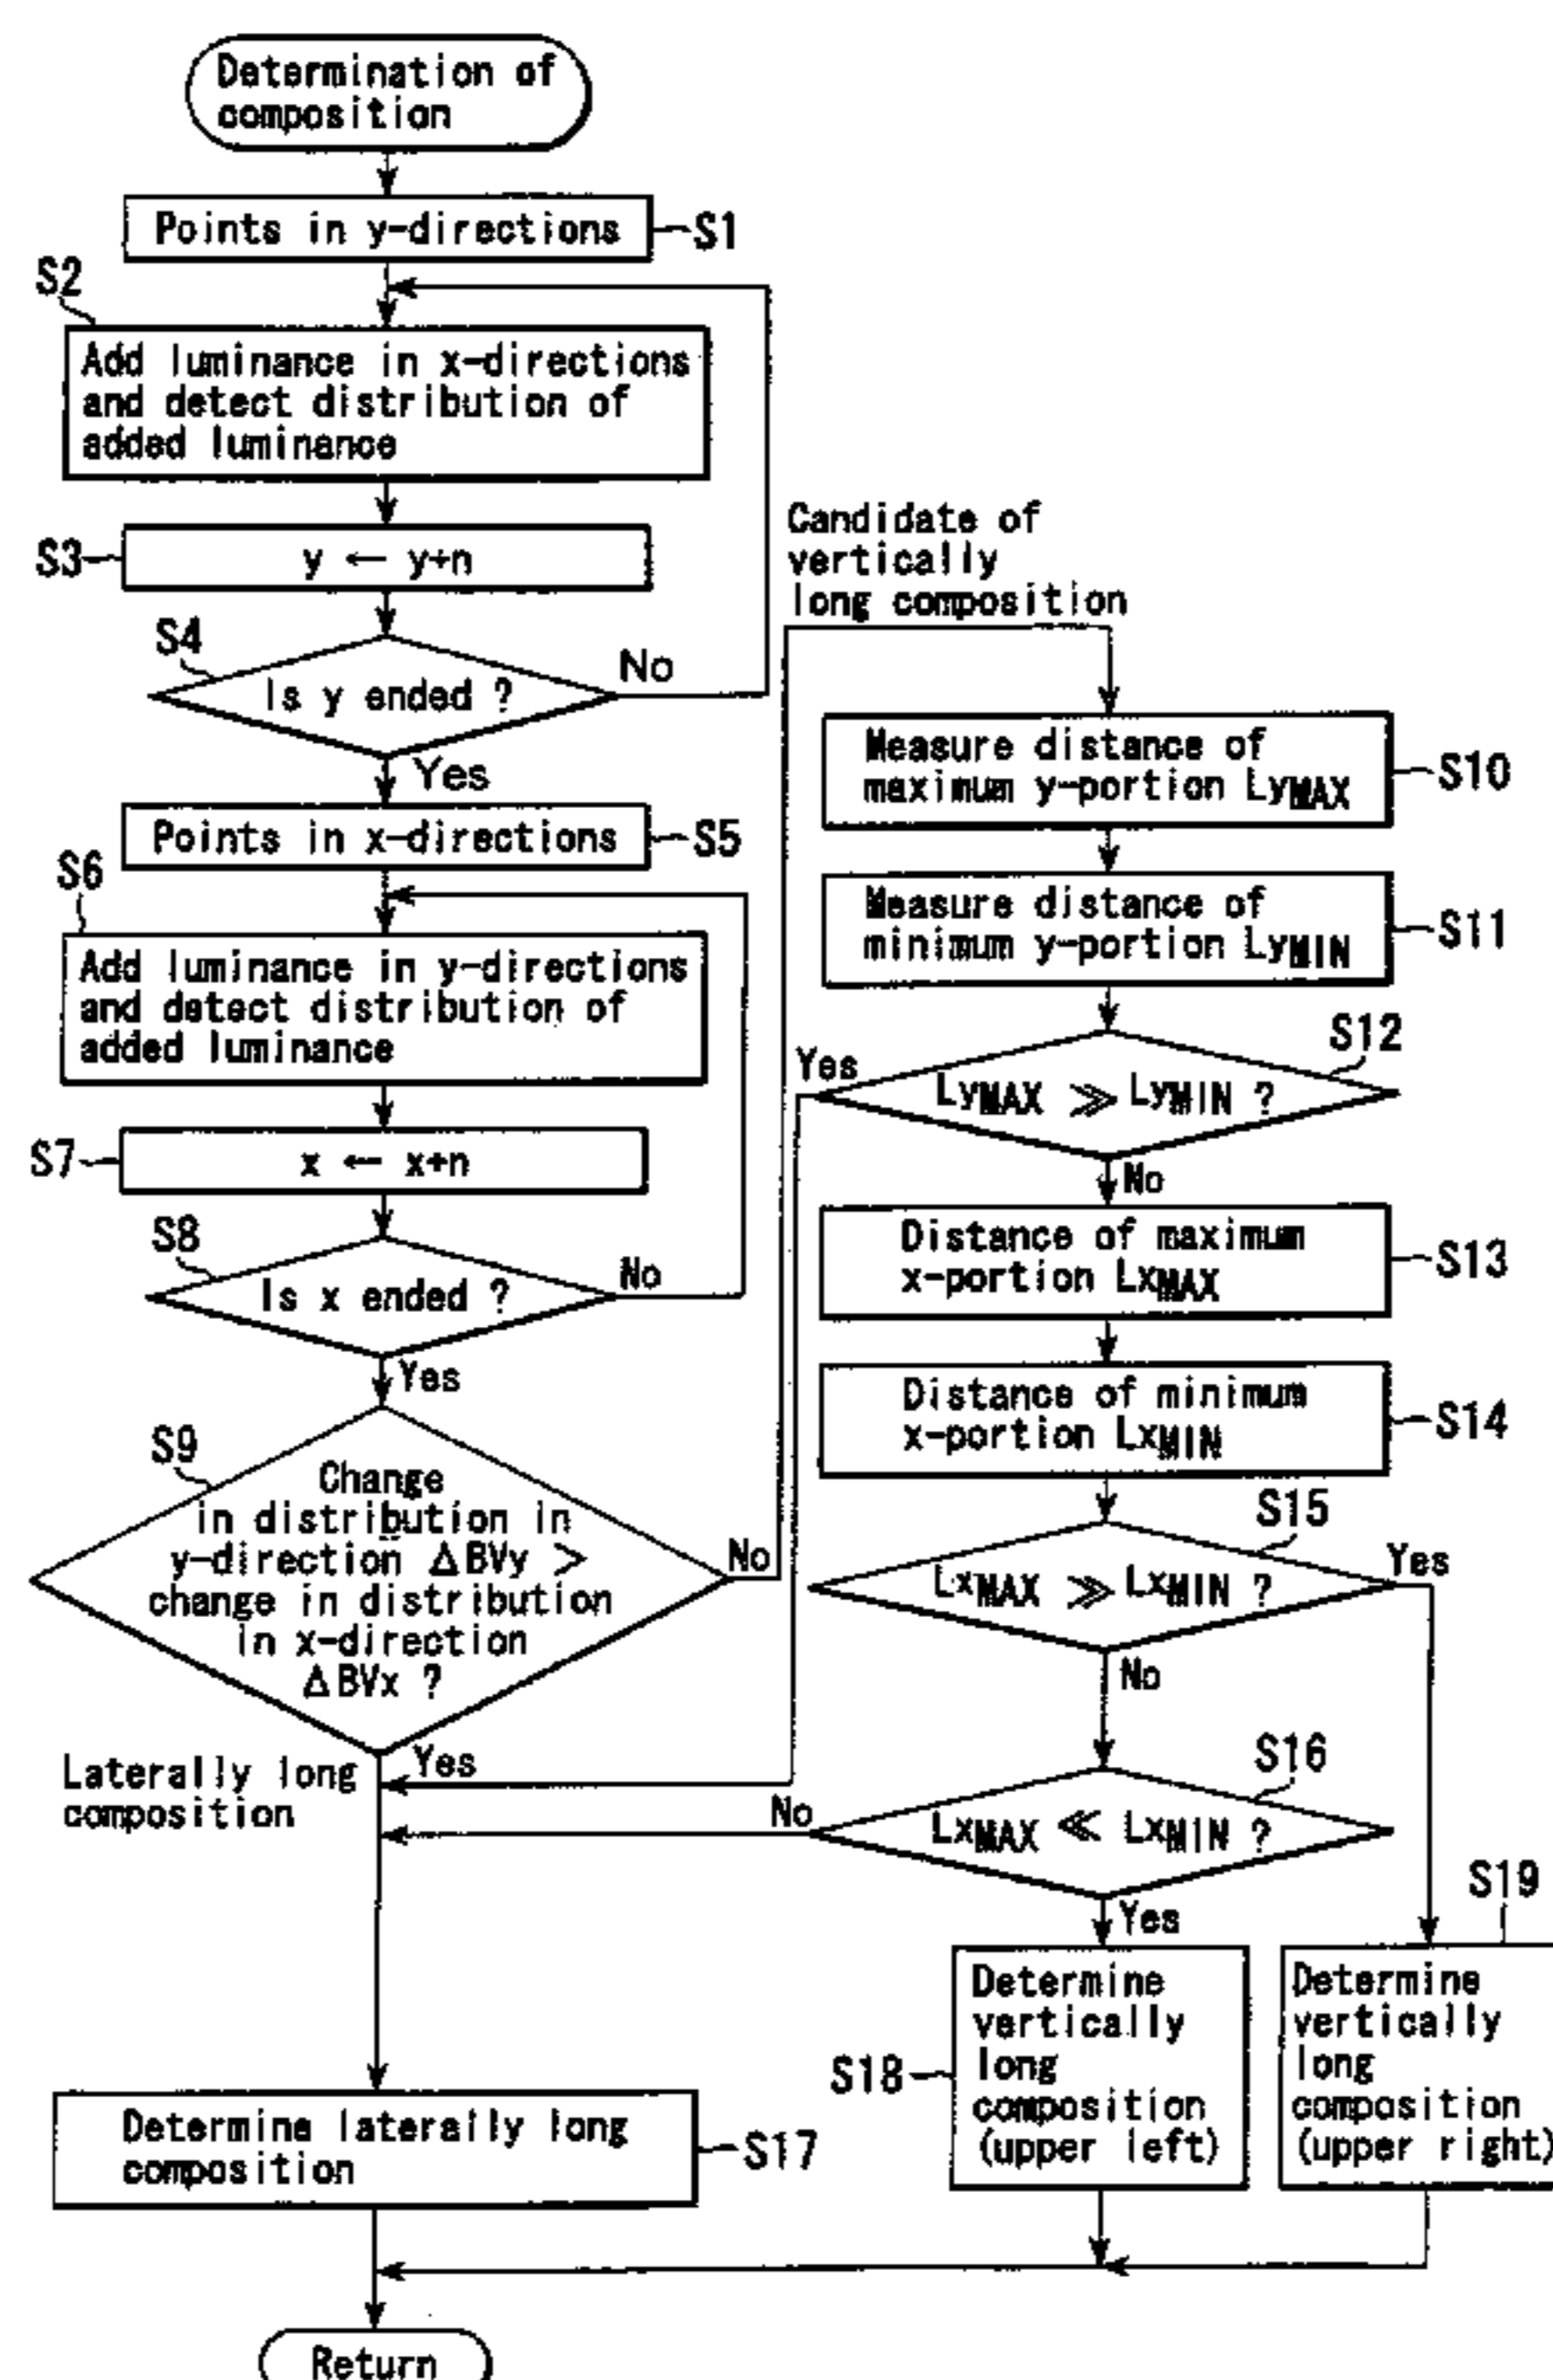 Determination of
composition
Points in y-directions
S1
S2
Add luminance in x-directions
and detect distribution of
added luminance
S3
y ← y+n
S4
Is y ended ?
No
Yes
Points in x-directions
S5
S6
Add luminance in y-directions
and detect distribution of
added luminance
S7
x ← x+n
S8
Is x ended ?
No
Yes
S9
Change
in distribution in
y-direction ΔBVy >
change in distribution
in x-direction
ΔBVx ?
No
Yes
Laterally long
composition
Candidate of
vertically
long composition
Measure distance of
maximum y-portion LyMAX
S10
Measure distance of
minimum y-portion LyMIN
S11
S12
LyMAX ≫ LyMIN ?
Yes
No
Distance of maximum
x-portion LxMAX
S13
Distance of minimum
x-portion LxMIN
S14
S15
LxMAX ≫ LxMIN ?
Yes
No
S16
LxMAX ≪ LxMIN ?
No
Yes
Determine laterally long
composition
S17
S18
Determine
vertically
long
composition
(upper left)
S19
Determine
vertically
long
composition
(upper right)
Return